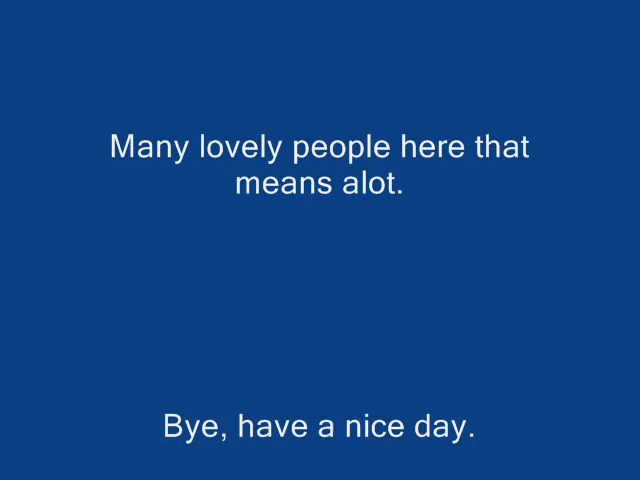 Many lovely people here that
means alot.
Bye, have a nice day.